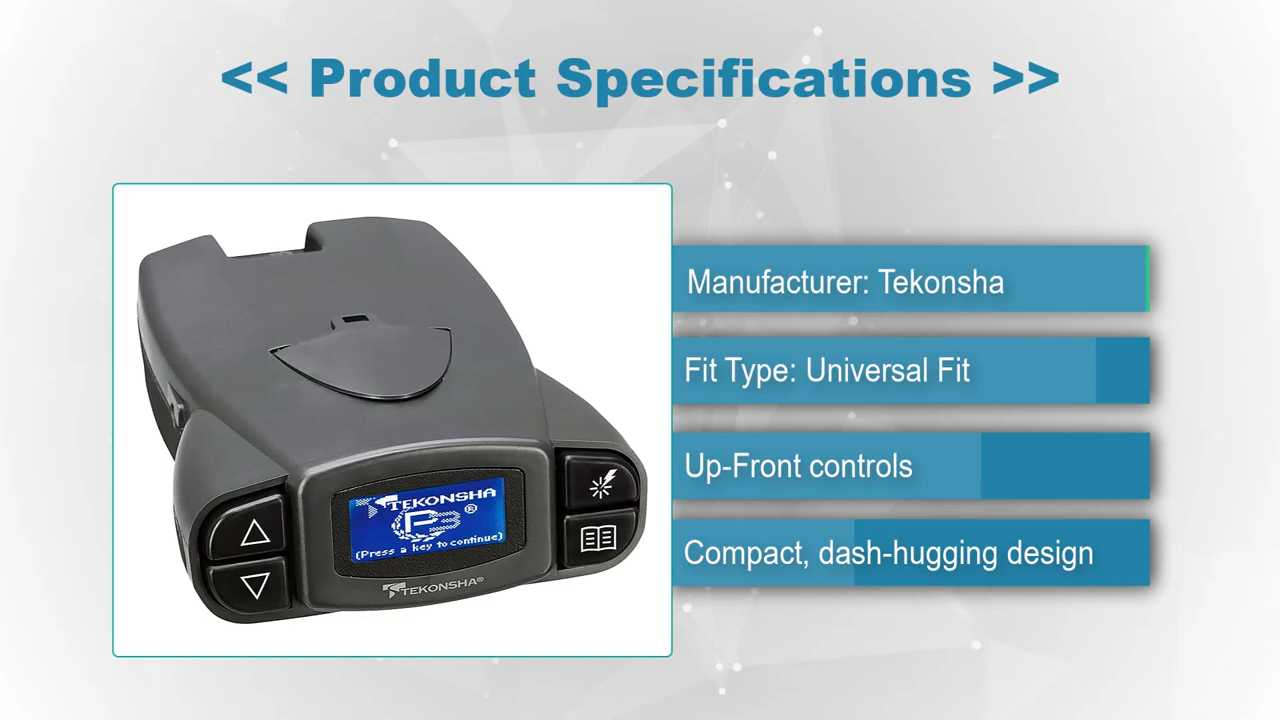 << Product Specifications >>
Manufacturer: Tekonsha
Fit Type: Universal Fit
Up-Front controls
Compact, dash-hugging design
TEKONSHA
P3®
(Press a key to continue)
TEKONSHA®